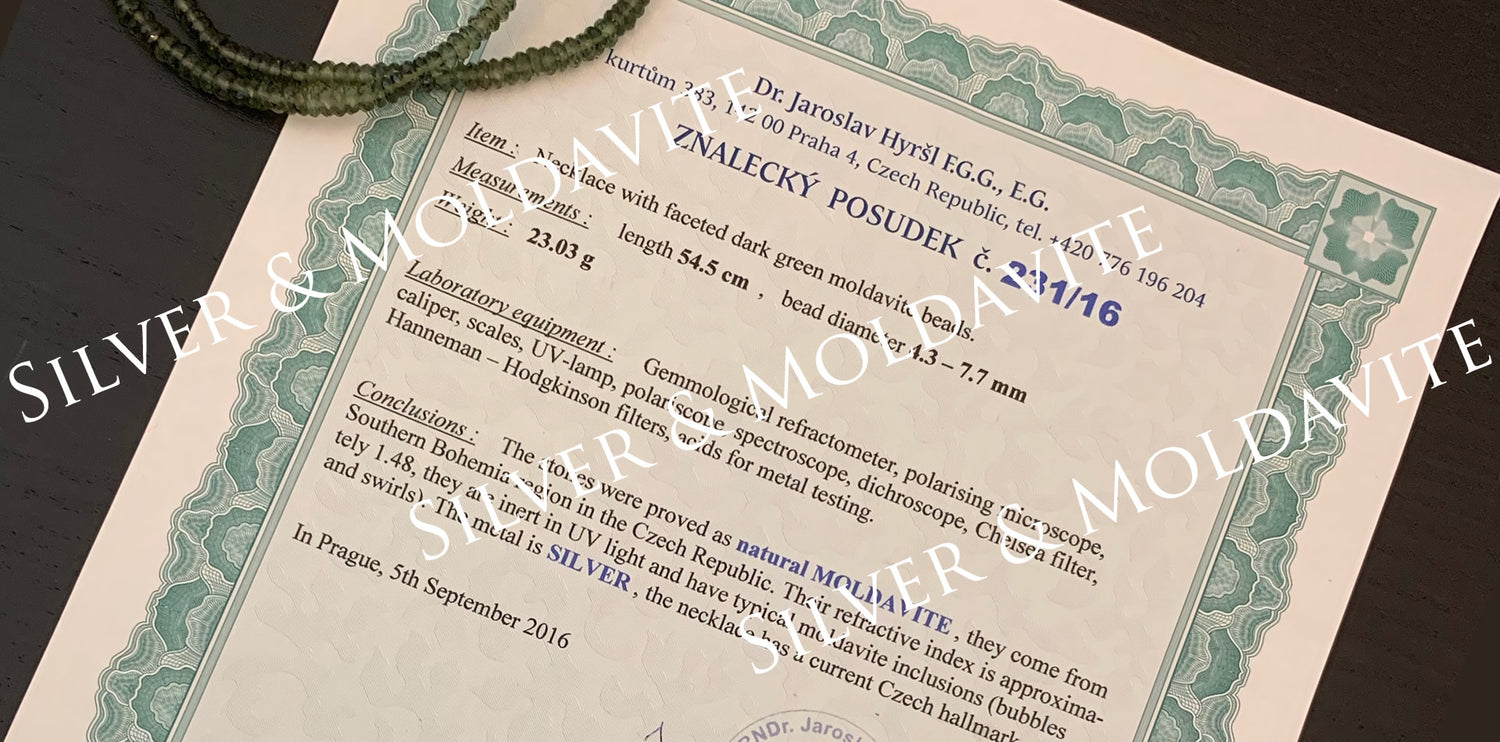 Dr. Jaroslav Hyršl F.G.G., E.G.
kurtům 383, 142 00 Praha 4, Czech Republic, tel. +420 776 196 204
ZNALECKÝ POSUDEK č. 231/16
Item : Necklace with faceted dark green moldavite beads.
Measurements : length 54.5 cm , bead diameter 4.3 – 7.7 mm
Weight : 23.03 g
Laboratory equipment : Gemmological refractometer, polarising microscope,
caliper, scales, UV-lamp, polariscope, spectroscope, dichroscope, Chelsea filter,
Hanneman – Hodgkinson filters, acids for metal testing.
Conclusions : The stones were proved as natural MOLDAVITE , they come from
Southern Bohemia region in the Czech Republic. Their refractive index is approxima-
tely 1.48, they are inert in UV light and have typical moldavite inclusions (bubbles
and swirls). The metal is SILVER , the necklace has a current Czech hallmark
In Prague, 5th September 2016
RNDr. Jaros
SILVER & MOLDAVITE
SILVER & MOLDAVITE
SILVER & MOLDAVITE